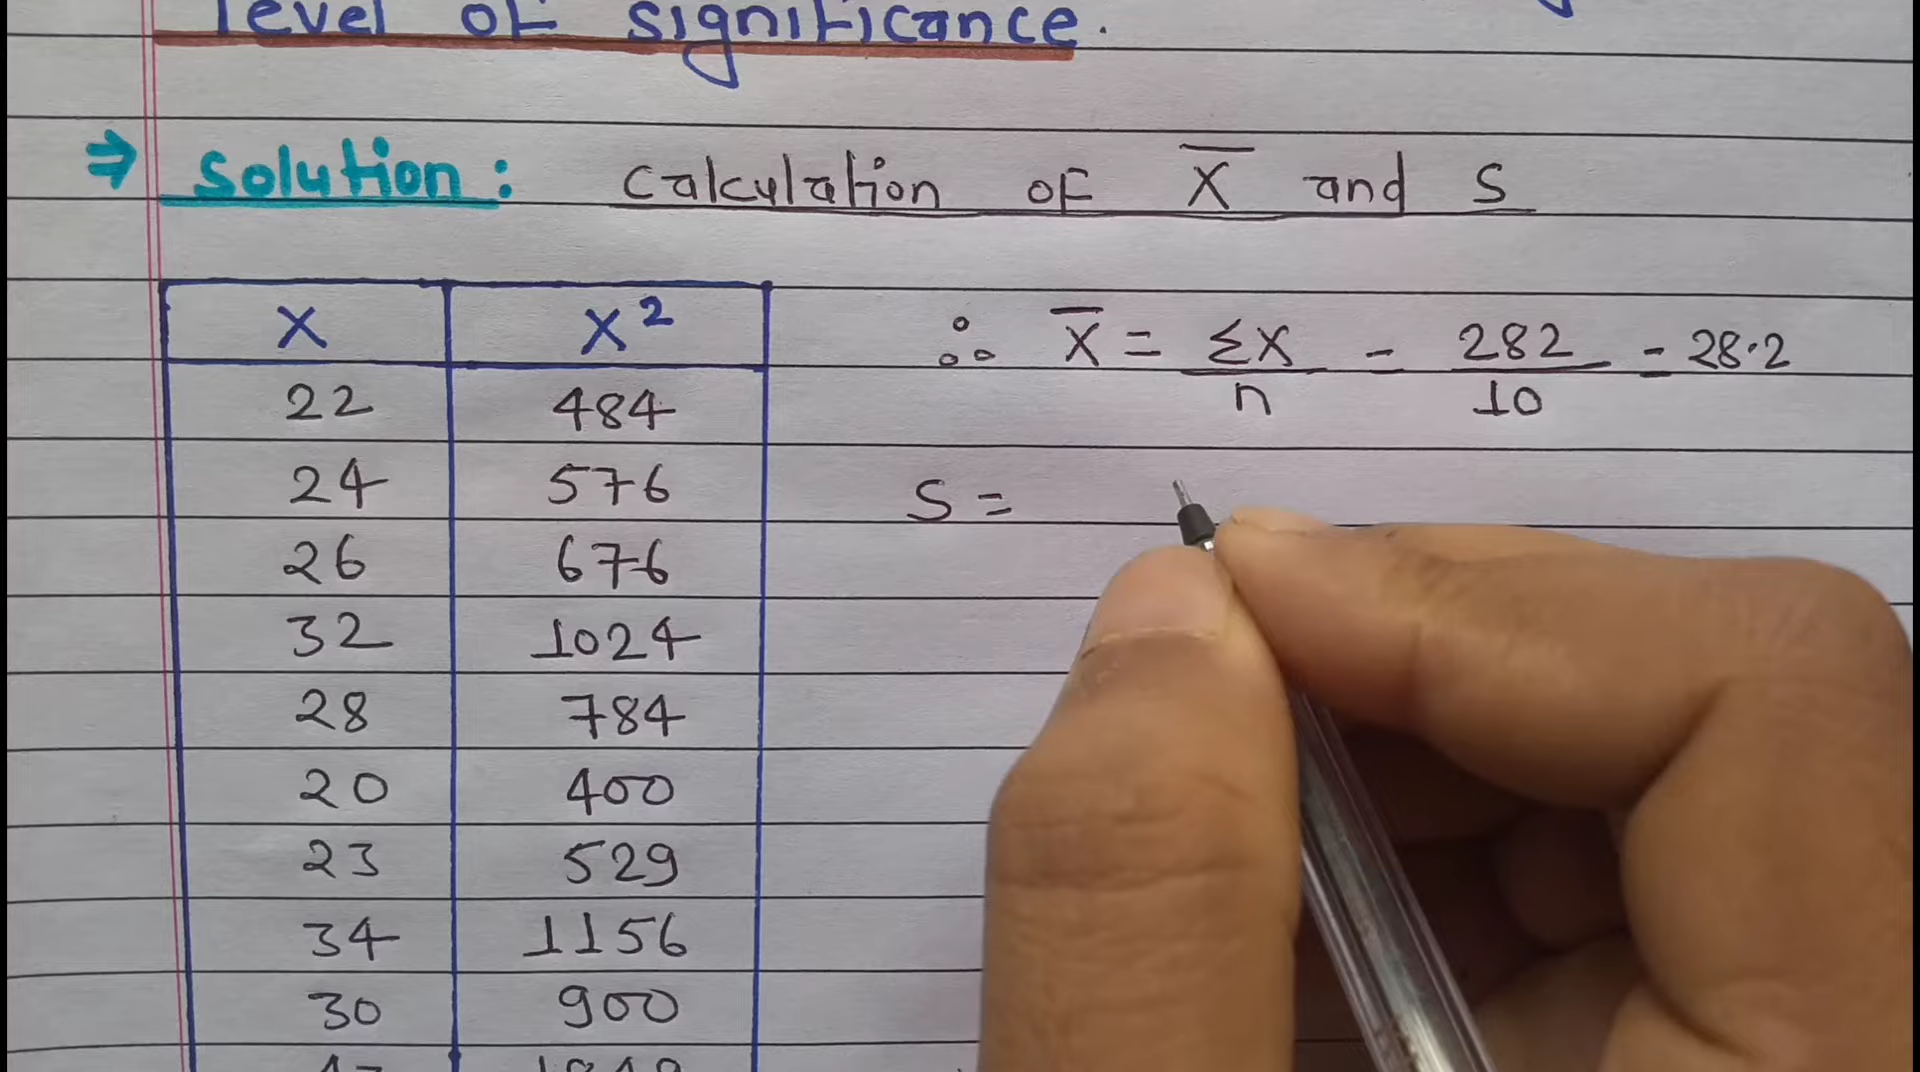 level of significance.
⇒ Solution: Calculation of X̅ and S
X X²
∴ X̅ = ΣX/n = 282/10 = 28.2
22 484
24 576
S =
26 676
32 1024
28 784
20 400
23 529
34 1156
30 900